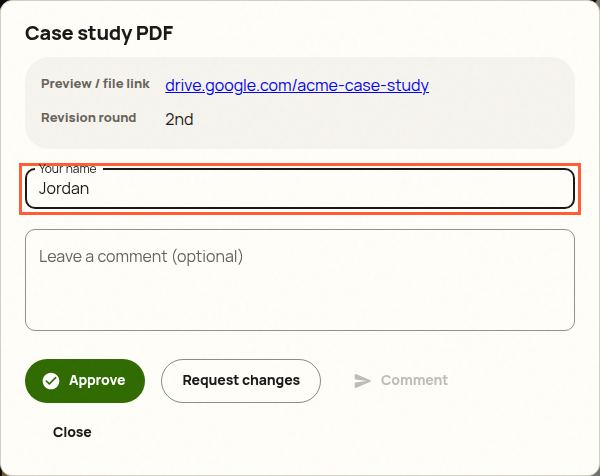 Case study PDF
Preview / file link drive.google.com/acme-case-study
Revision round 2nd
Your name
Jordan
Leave a comment (optional)
Approve Request changes Comment
Close